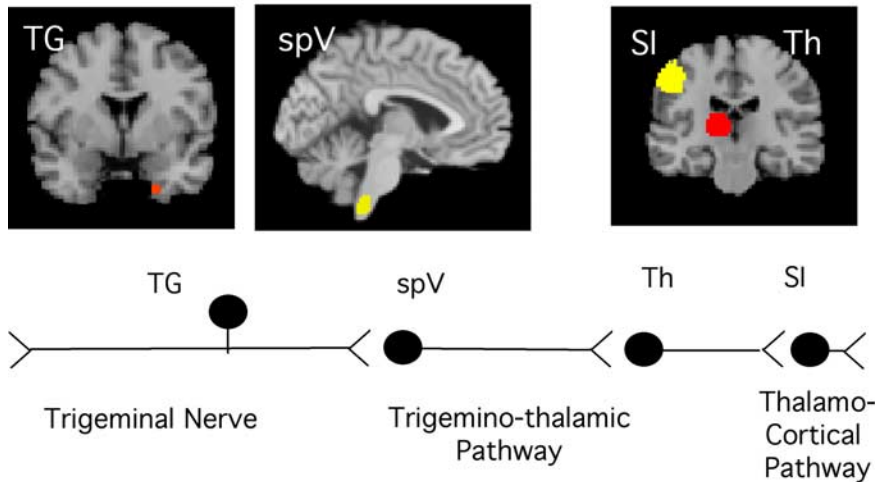 TG
spV
SI
Th
TG
spV
Th
SI
Trigeminal Nerve
Trigemino-thalamic
Pathway
Thalamo-
Cortical
Pathway